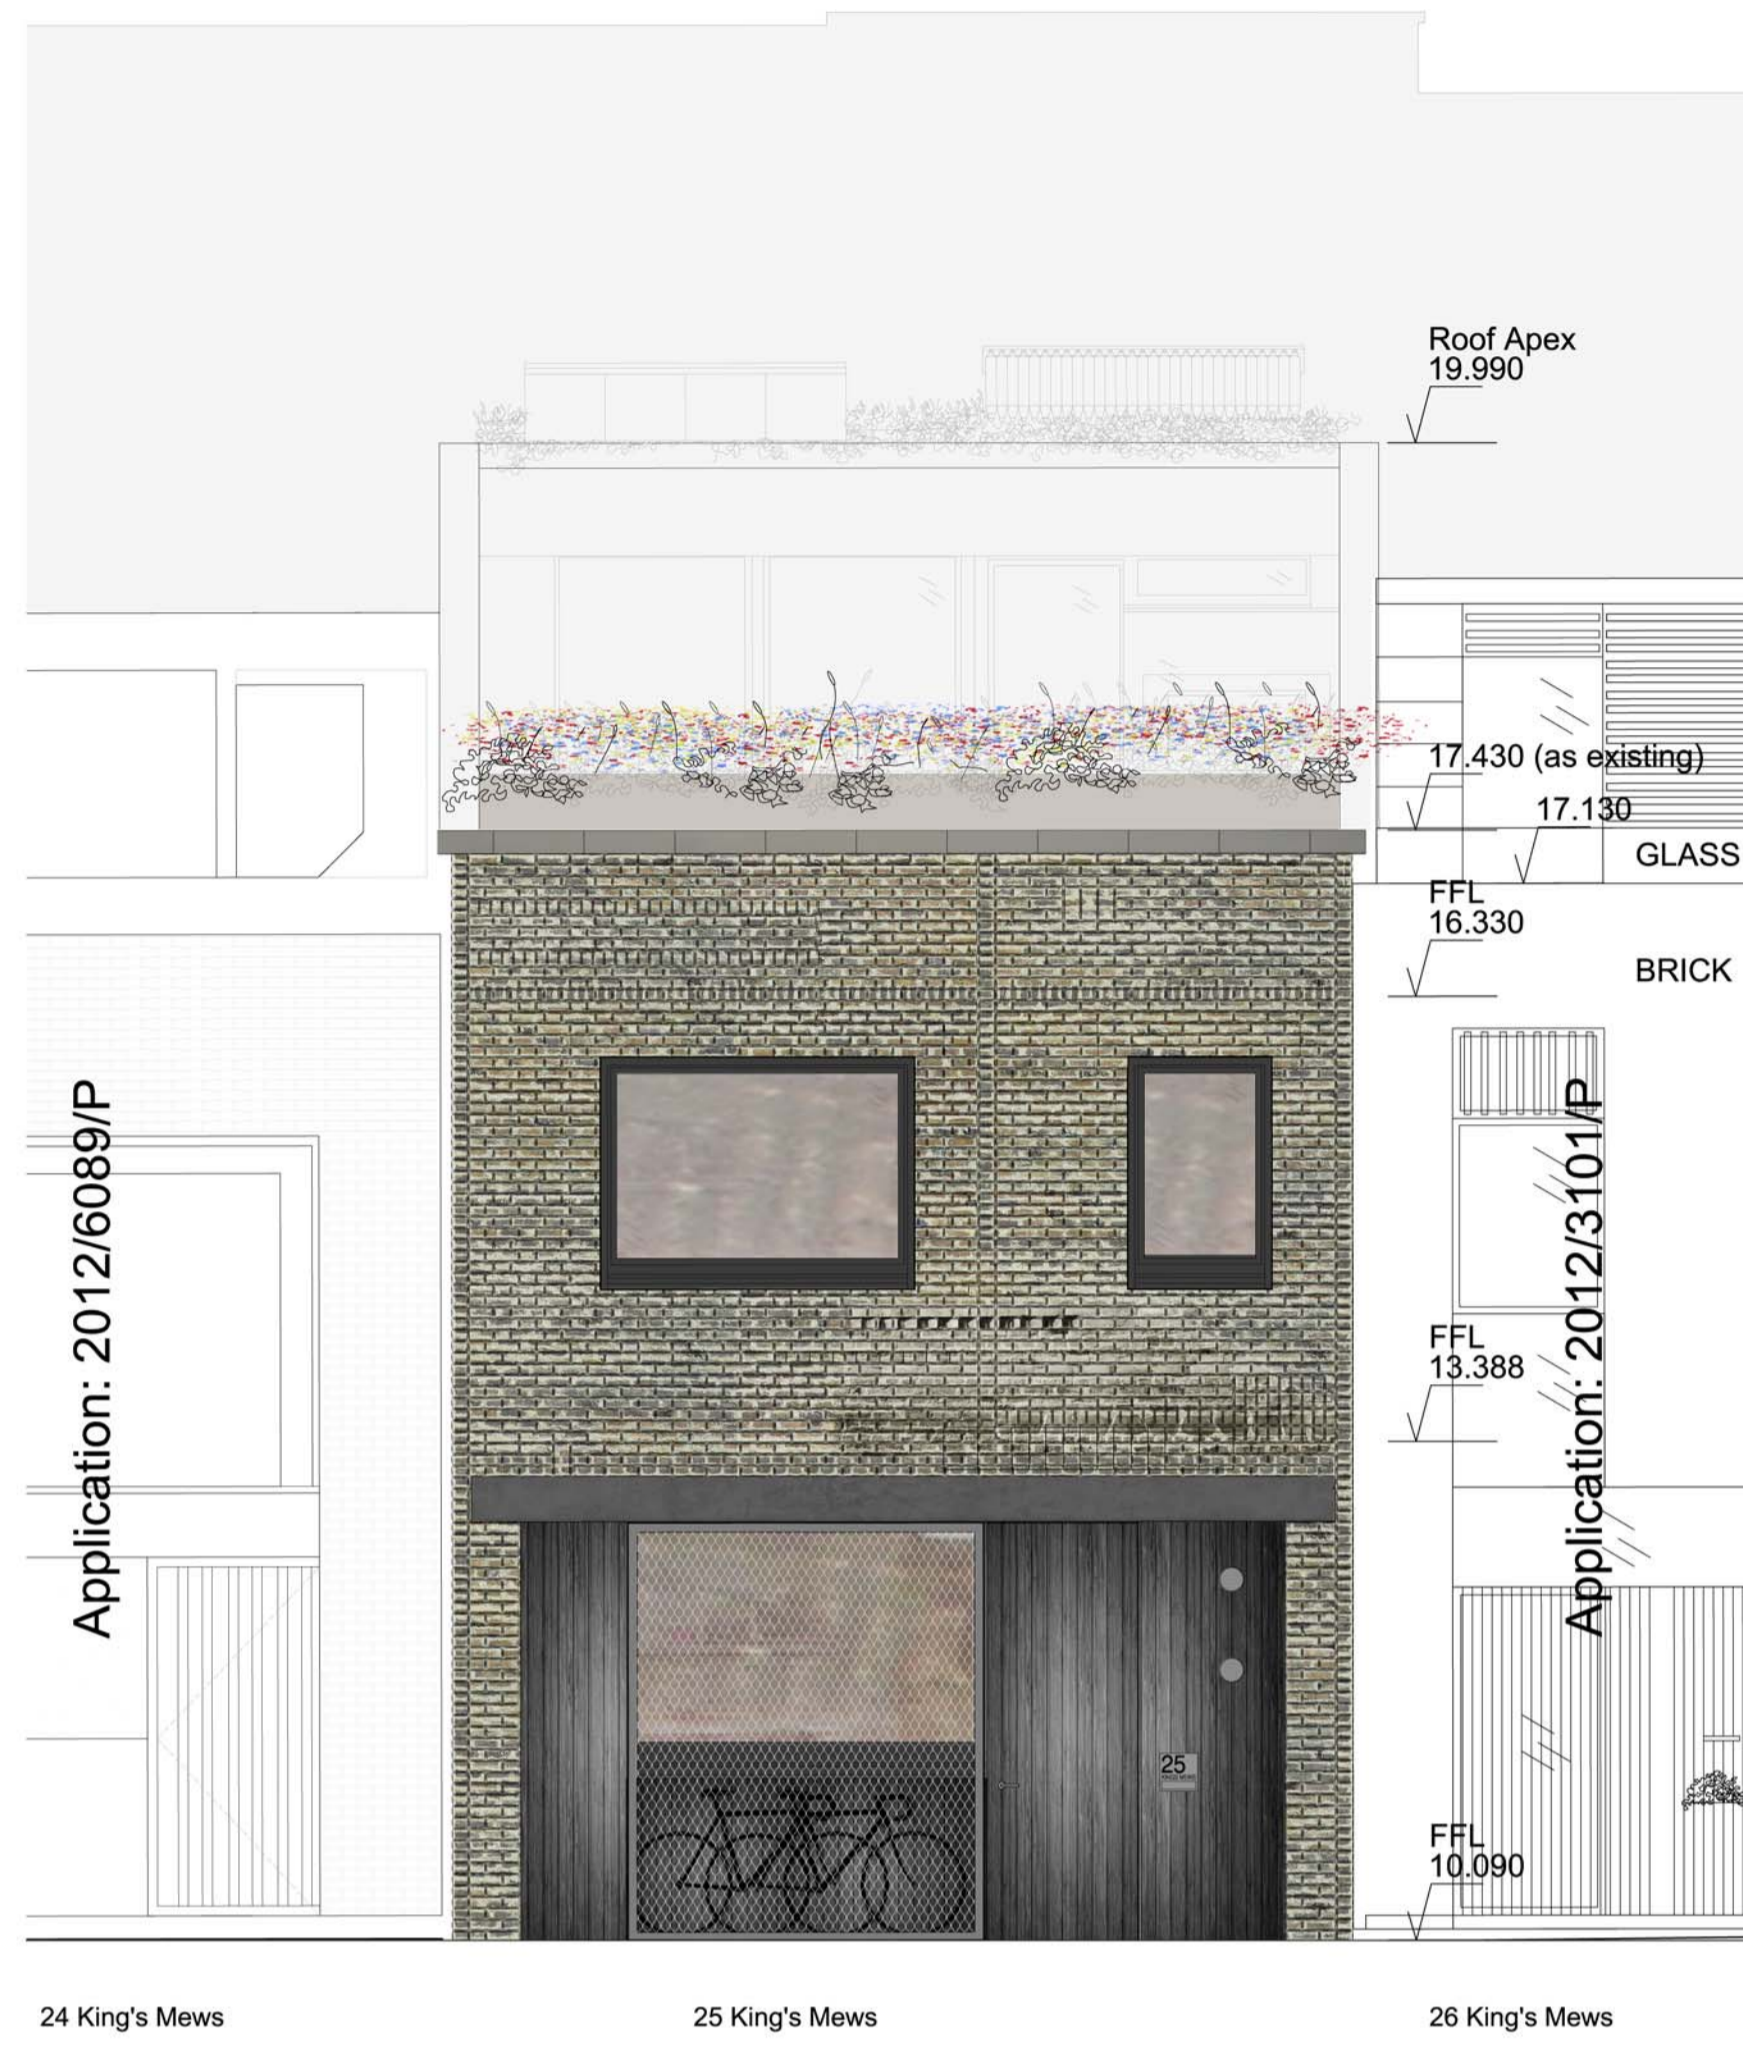 Roof Apex
19.990
17.430 (as existing)
17.130
GLASS
FFL
16.330
BRICK
Application: 2012/6089/P
Application: 2012/3101/P
FFL
13.388
25
FFL
10.090
24 King's Mews
25 King's Mews
26 King's Mews